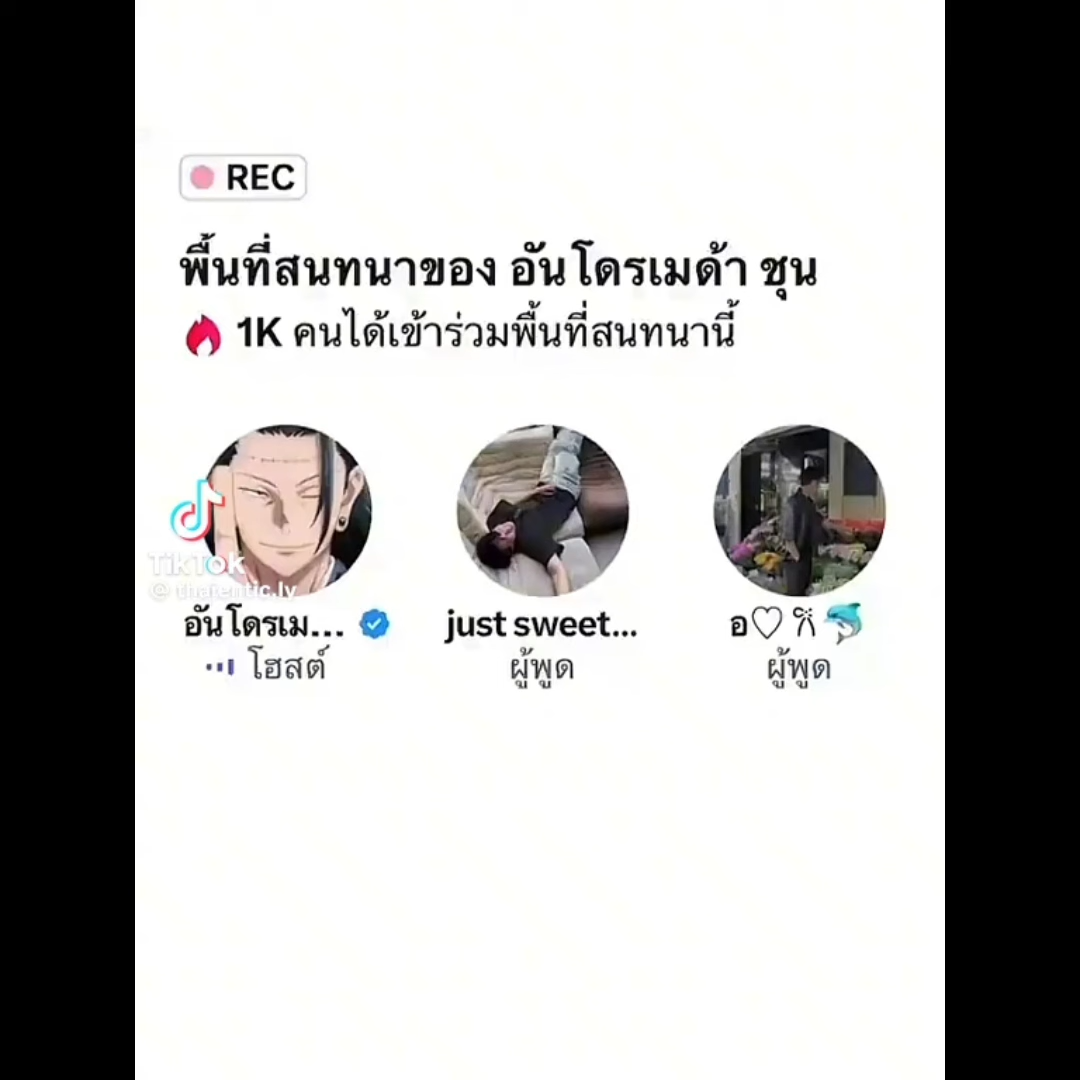 REC
พื้นที่สนทนาของ อันโดรเมด้า ชุน
1K คนได้เข้าร่วมพื้นที่สนทนานี้
TikTok
@ thaientic.ly
อันโดรเม... just sweet... อ♡ 🐬
โฮสต์ ผู้พูด ผู้พูด